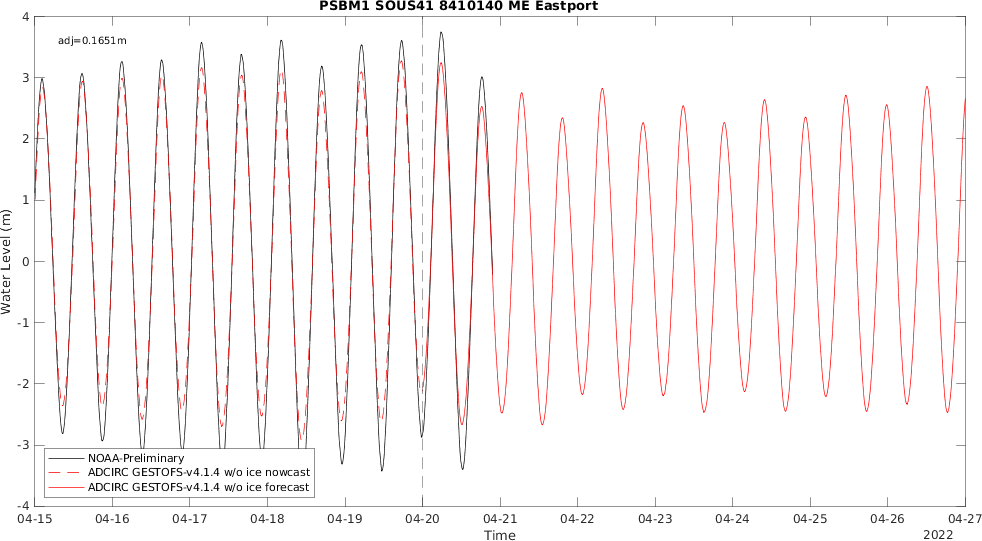 PSBM1 SOUS41 8410140 ME Eastport
adj=0.1651m
4
3
2
1
0
-1
-2
-3
-4
Water Level (m)
NOAA-Preliminary
ADCIRC GESTOFS-v4.1.4 w/o ice nowcast
ADCIRC GESTOFS-v4.1.4 w/o ice forecast
04-15 04-16 04-17 04-18 04-19 04-20 04-21 04-22 04-23 04-24 04-25 04-26 04-27
Time
2022